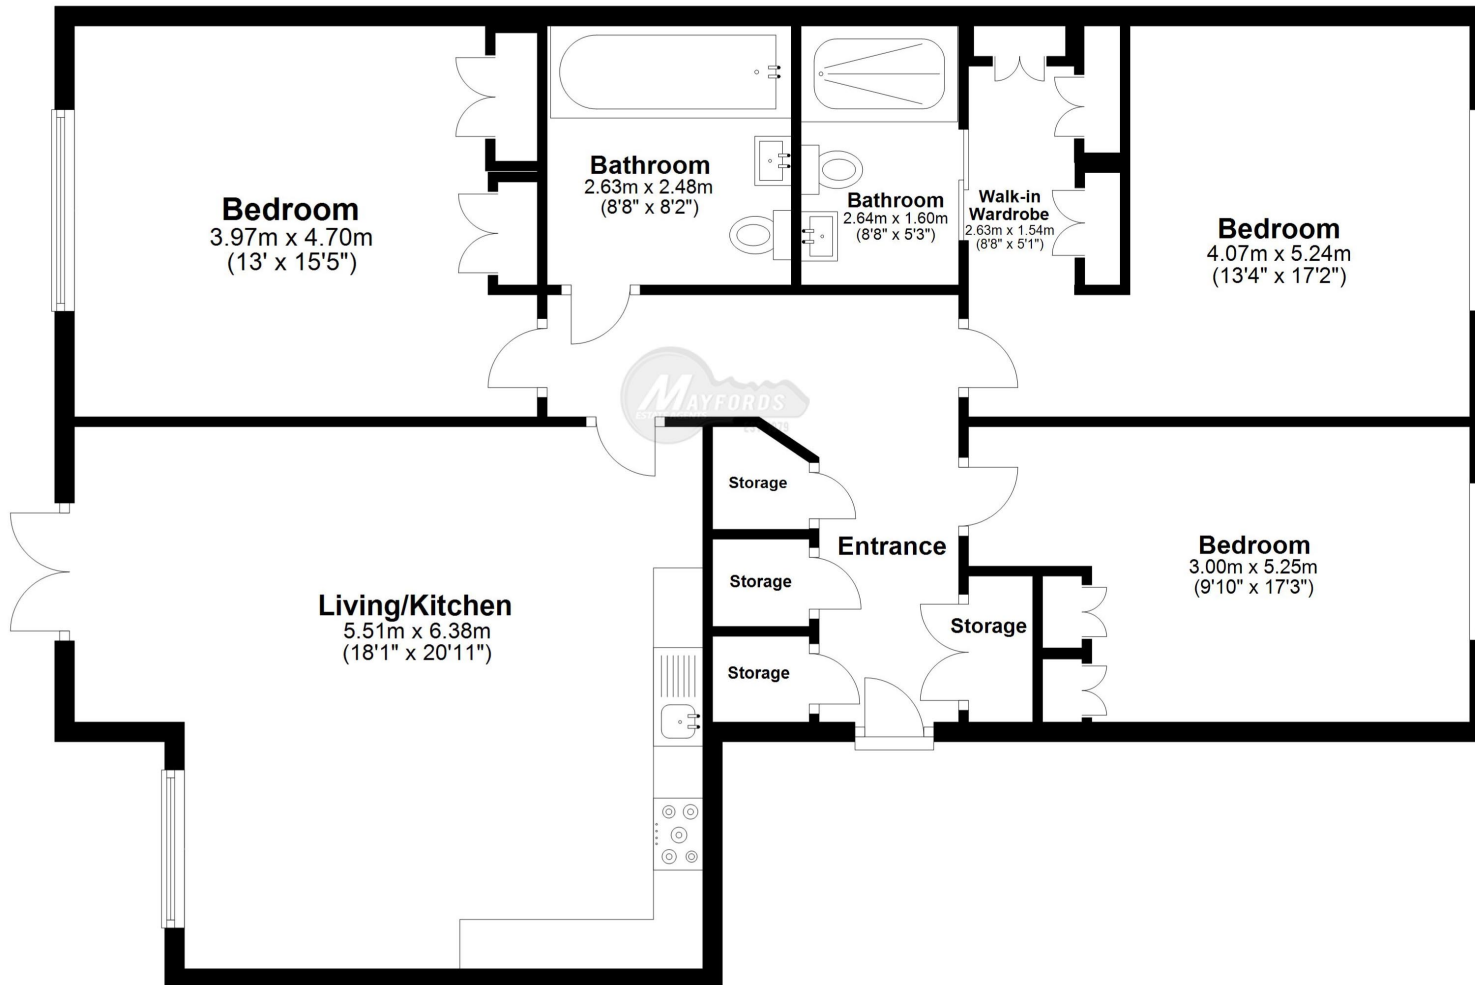 Bedroom
3.97m x 4.70m
(13' x 15'5")
Bathroom
2.63m x 2.48m
(8'8" x 8'2")
Bathroom
2.64m x 1.60m
(8'8" x 5'3")
Walk-in
Wardrobe
2.63m x 1.54m
(8'8" x 5'1")
Bedroom
4.07m x 5.24m
(13'4" x 17'2")
MAYFORDS
ESTATE AGENTS
Storage
Storage
Storage
Entrance
Storage
Bedroom
3.00m x 5.25m
(9'10" x 17'3")
Living/Kitchen
5.51m x 6.38m
(18'1" x 20'11")